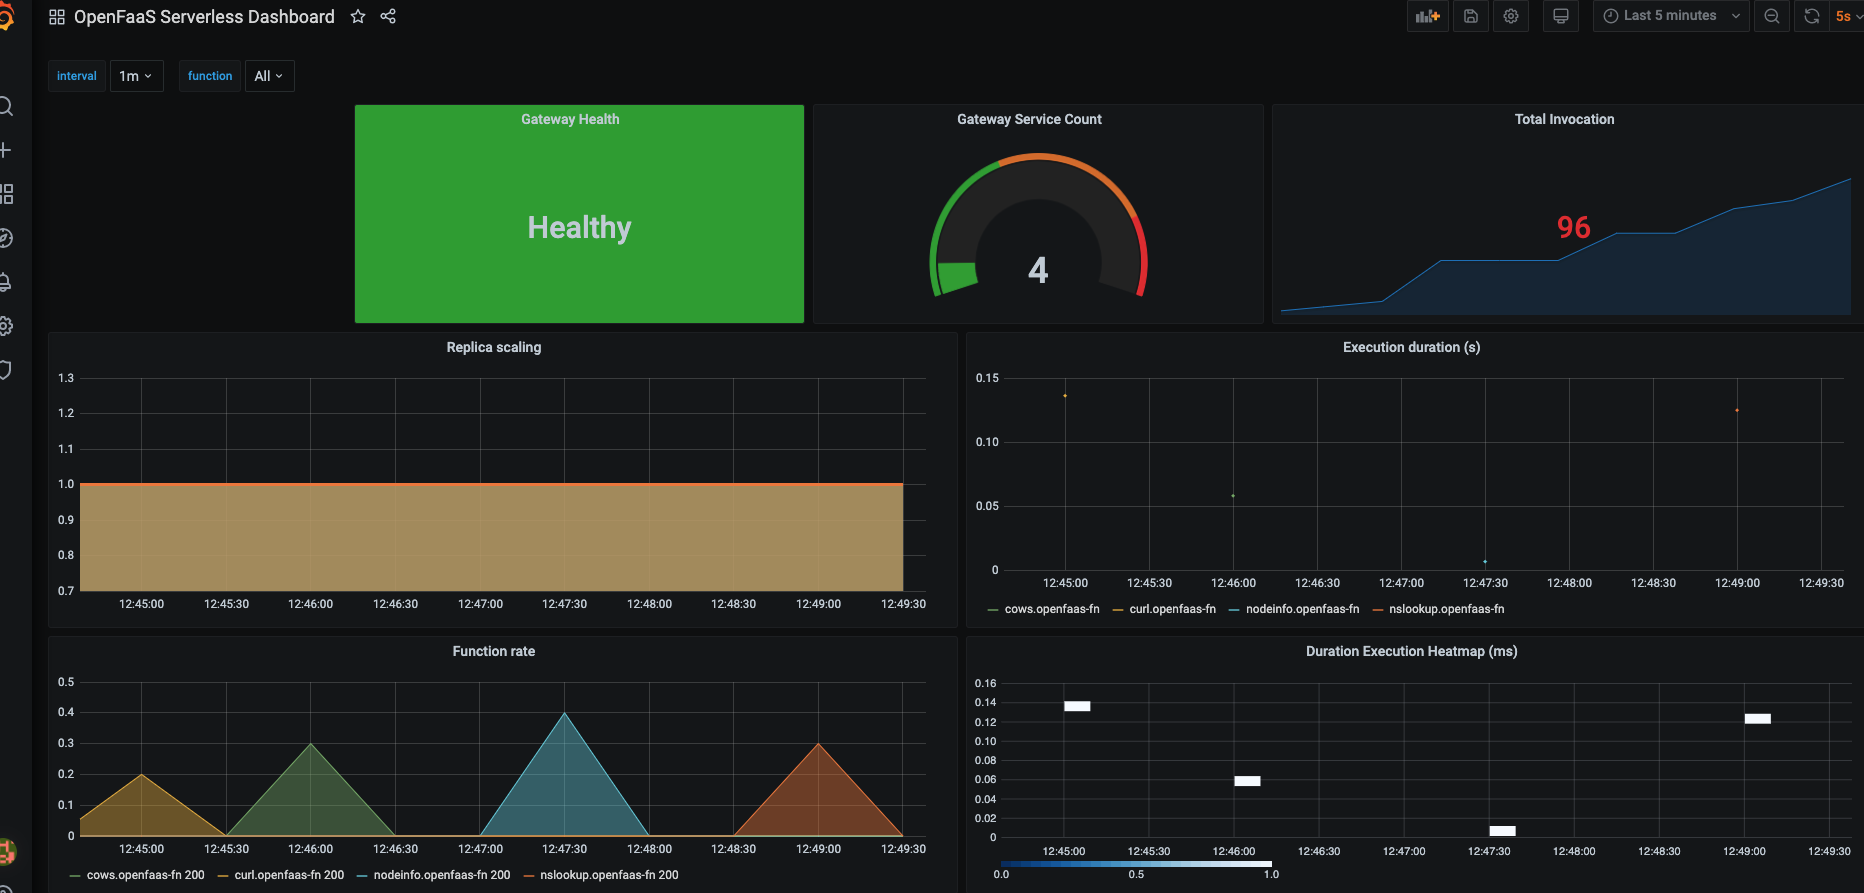 OpenFaaS Serverless Dashboard
Last 5 minutes
5s
interval
1m
function
All
Gateway Health
Healthy
Gateway Service Count
4
Total Invocation
96
Replica scaling
1.3
1.2
1.1
1.0
0.9
0.8
0.7
12:45:00 12:45:30 12:46:00 12:46:30 12:47:00 12:47:30 12:48:00 12:48:30 12:49:00 12:49:30
Execution duration (s)
0.15
0.10
0.05
0
12:45:00 12:45:30 12:46:00 12:46:30 12:47:00 12:47:30 12:48:00 12:48:30 12:49:00 12:49:30
cows.openfaas-fn curl.openfaas-fn nodeinfo.openfaas-fn nslookup.openfaas-fn
Function rate
0.5
0.4
0.3
0.2
0.1
0
12:45:00 12:45:30 12:46:00 12:46:30 12:47:00 12:47:30 12:48:00 12:48:30 12:49:00 12:49:30
cows.openfaas-fn 200 curl.openfaas-fn 200 nodeinfo.openfaas-fn 200 nslookup.openfaas-fn 200
Duration Execution Heatmap (ms)
0.16
0.14
0.12
0.10
0.08
0.06
0.04
0.02
0
12:45:00 12:45:30 12:46:00 12:46:30 12:47:00 12:47:30 12:48:00 12:48:30 12:49:00 12:49:30
0.0 0.5 1.0